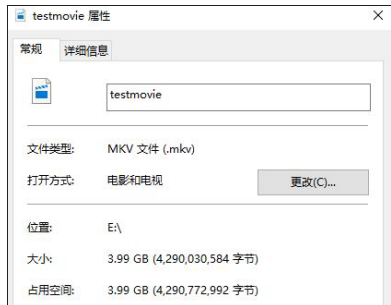 testmovie 属性
常规 详细信息
testmovie
文件类型: MKV 文件 (.mkv)
打开方式: 电影和电视 更改(C)...
位置: E:\
大小: 3.99 GB (4,290,030,584 字节)
占用空间: 3.99 GB (4,290,772,992 字节)